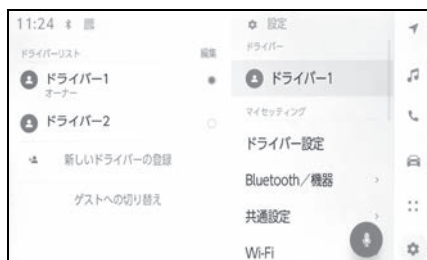 11:24
ドライバーリスト 編集
ドライバー1
オーナー
ドライバー2
新しいドライバーの登録
ゲストへの切り替え
設定
ドライバー
ドライバー1
マイセッティング
ドライバー設定
Bluetooth/機器
共通設定
Wi-Fi